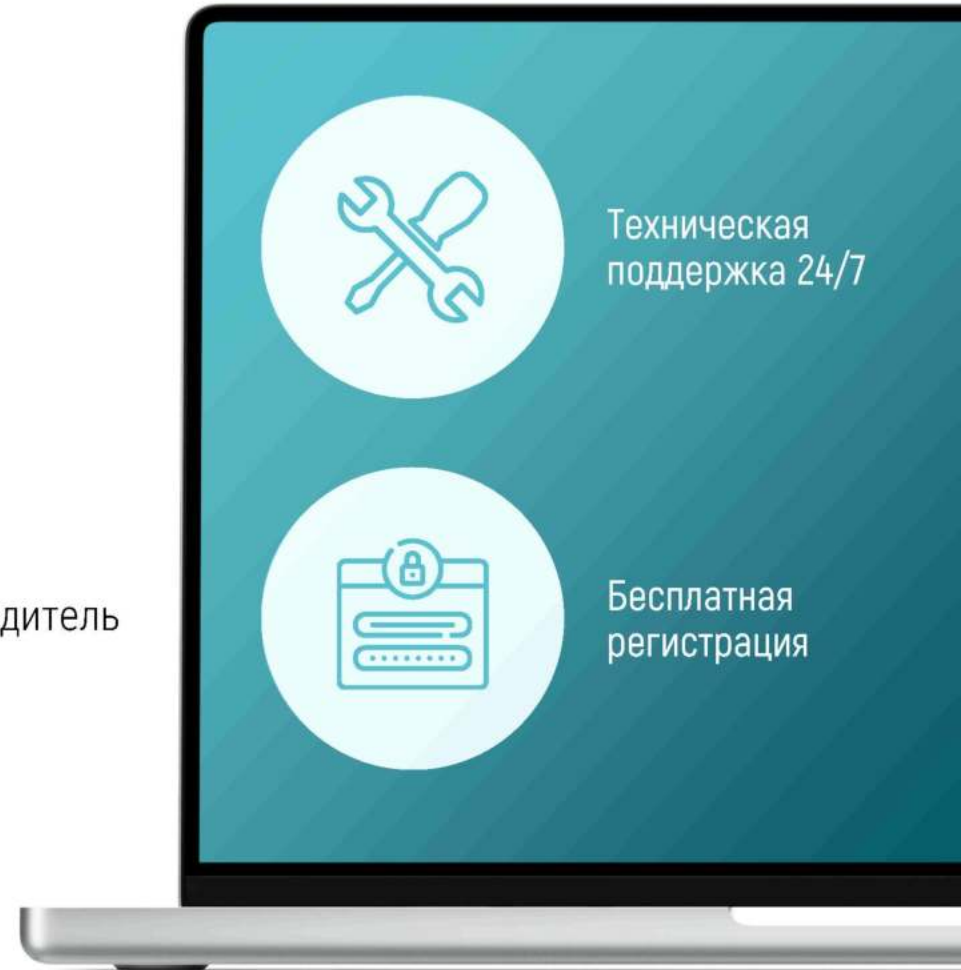 Техническая
поддержка 24/7
дитель
Бесплатная
регистрация